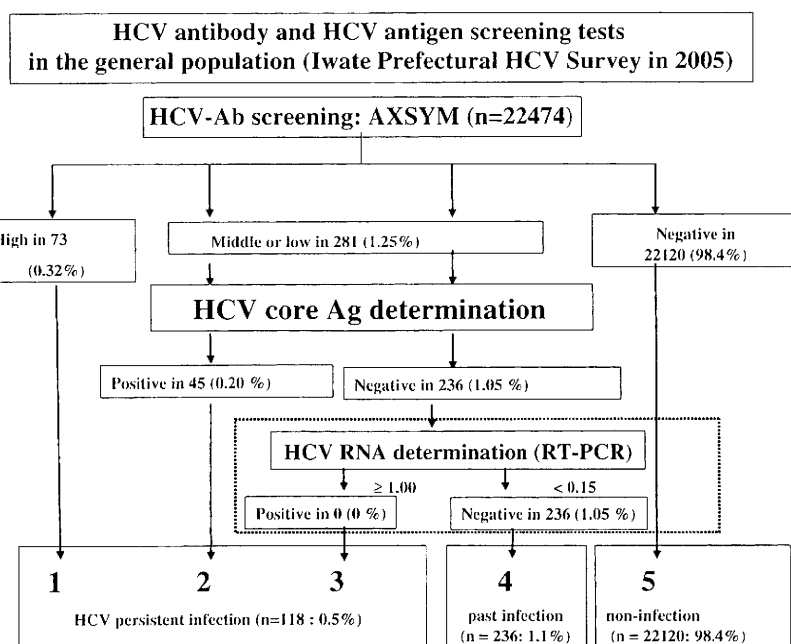 HCV antibody and HCV antigen screening tests
in the general population (Iwate Prefectural HCV Survey in 2005)
HCV-Ab screening: AXSYM (n=22474)
High in 73
(0.32%)
Middle or low in 281 (1.25%)
Negative in
22120 (98.4%)
HCV core Ag determination
Positive in 45 (0.20 %)
Negative in 236 (1.05 %)
HCV RNA determination (RT-PCR)
≥ 1.00
< 0.15
Positive in 0 (0 %)
Negative in 236 (1.05 %)
1
2
3
4
5
HCV persistent infection (n=118 : 0.5%)
past infection
(n = 236: 1.1%)
non-infection
(n = 22120: 98.4%)